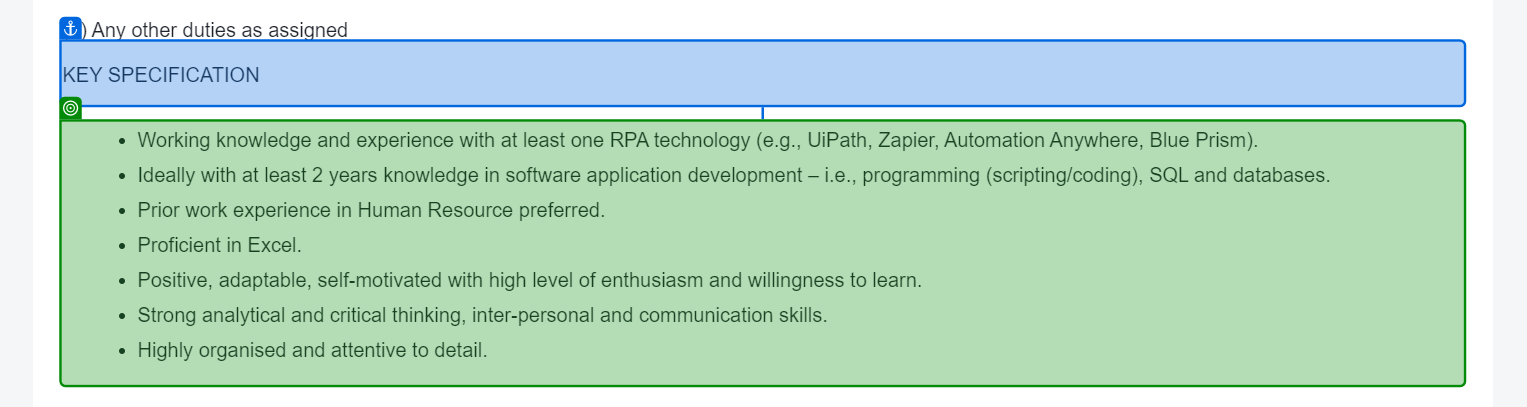 ) Any other duties as assigned
KEY SPECIFICATION
• Working knowledge and experience with at least one RPA technology (e.g., UiPath, Zapier, Automation Anywhere, Blue Prism).
• Ideally with at least 2 years knowledge in software application development – i.e., programming (scripting/coding), SQL and databases.
• Prior work experience in Human Resource preferred.
• Proficient in Excel.
• Positive, adaptable, self-motivated with high level of enthusiasm and willingness to learn.
• Strong analytical and critical thinking, inter-personal and communication skills.
• Highly organised and attentive to detail.